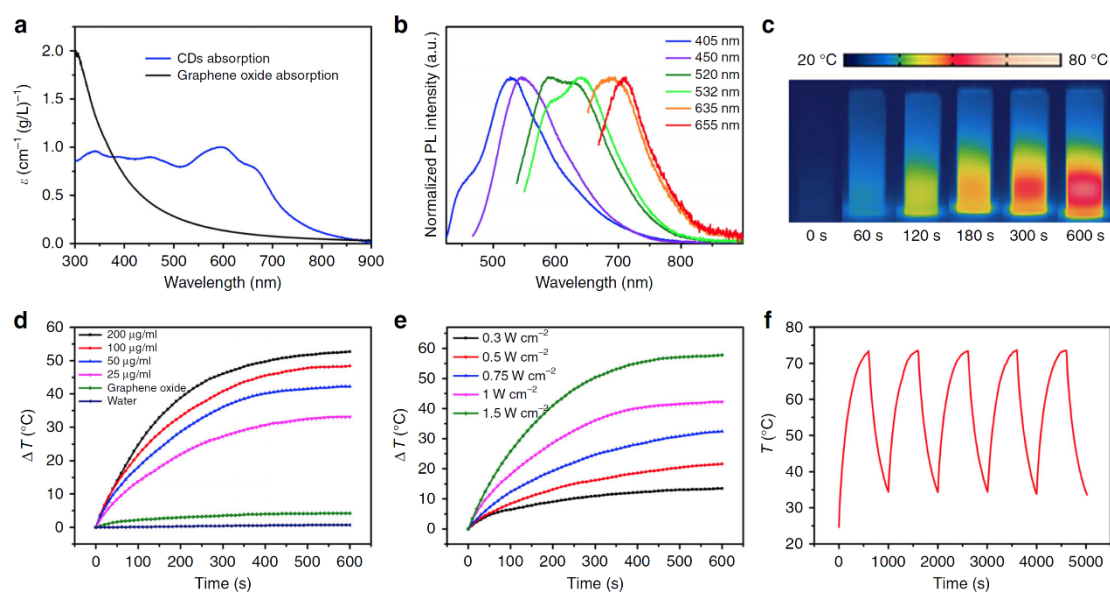 a
2.0
1.5
1.0
0.5
0.0
ε (cm⁻¹ (g/L)⁻¹)
CDs absorption
Graphene oxide absorption
300 400 500 600 700 800 900
Wavelength (nm)
b
Normalized PL intensity (a.u.)
405 nm
450 nm
520 nm
532 nm
635 nm
655 nm
500 600 700 800
Wavelength (nm)
c
20 °C 80 °C
0 s 60 s 120 s 180 s 300 s 600 s
d
60
50
40
30
20
10
0
Δ T (°C)
200 μg/ml
100 μg/ml
50 μg/ml
25 μg/ml
Graphene oxide
Water
0 100 200 300 400 500 600
Time (s)
e
60
50
40
30
20
10
0
Δ T (°C)
0.3 W cm⁻²
0.5 W cm⁻²
0.75 W cm⁻²
1 W cm⁻²
1.5 W cm⁻²
0 100 200 300 400 500 600
Time (s)
f
80
70
60
50
40
30
20
T (°C)
0 1000 2000 3000 4000 5000
Time (s)